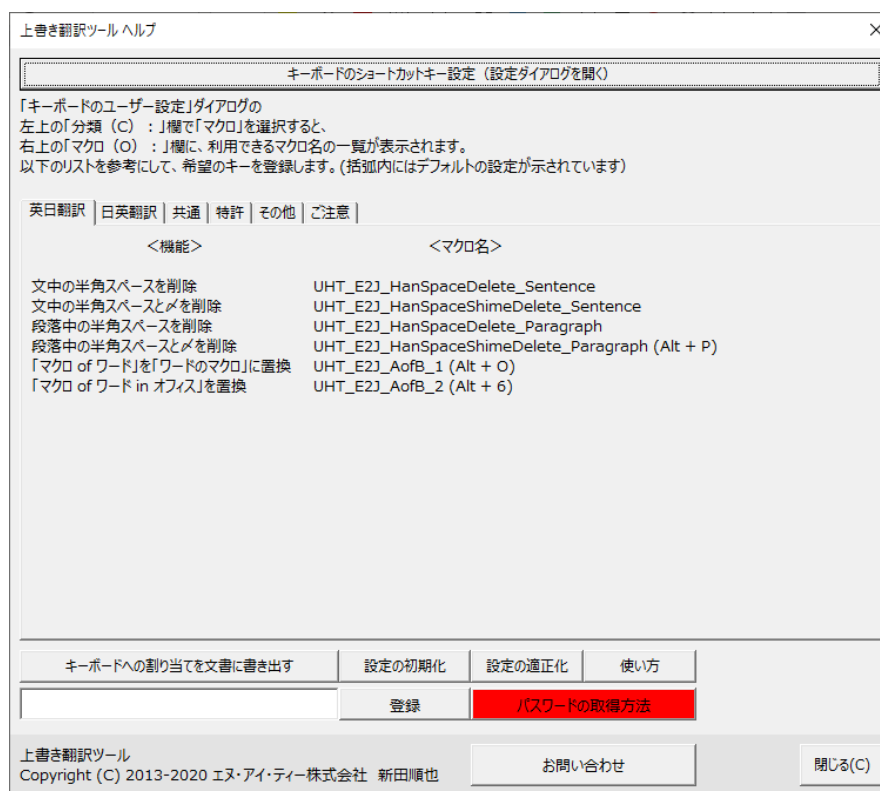 上書き翻訳ツール ヘルプ
キーボードのショートカットキー設定（設定ダイアログを開く）
「キーボードのユーザー設定」ダイアログの
左上の「分類（C）：」欄で「マクロ」を選択すると、
右上の「マクロ（O）：」欄に、利用できるマクロ名の一覧が表示されます。
以下のリストを参考にして、希望のキーを登録します。(括弧内にはデフォルトの設定が示されています）
英日翻訳 日英翻訳 共通 特許 その他 ご注意
＜機能＞ ＜マクロ名＞
文中の半角スペースを削除 UHT_E2J_HanSpaceDelete_Sentence
文中の半角スペースと〆を削除 UHT_E2J_HanSpaceShimeDelete_Sentence
段落中の半角スペースを削除 UHT_E2J_HanSpaceDelete_Paragraph
段落中の半角スペースと〆を削除 UHT_E2J_HanSpaceShimeDelete_Paragraph (Alt + P)
「マクロ of ワード」を「ワードのマクロ」に置換 UHT_E2J_AofB_1 (Alt + O)
「マクロ of ワード in オフィス」を置換 UHT_E2J_AofB_2 (Alt + 6)
キーボードへの割り当てを文書に書き出す 設定の初期化 設定の適正化 使い方
登録 パスワードの取得方法
上書き翻訳ツール
Copyright (C) 2013-2020 エヌ・アイ・ティー株式会社 新田順也
お問い合わせ 閉じる(C)